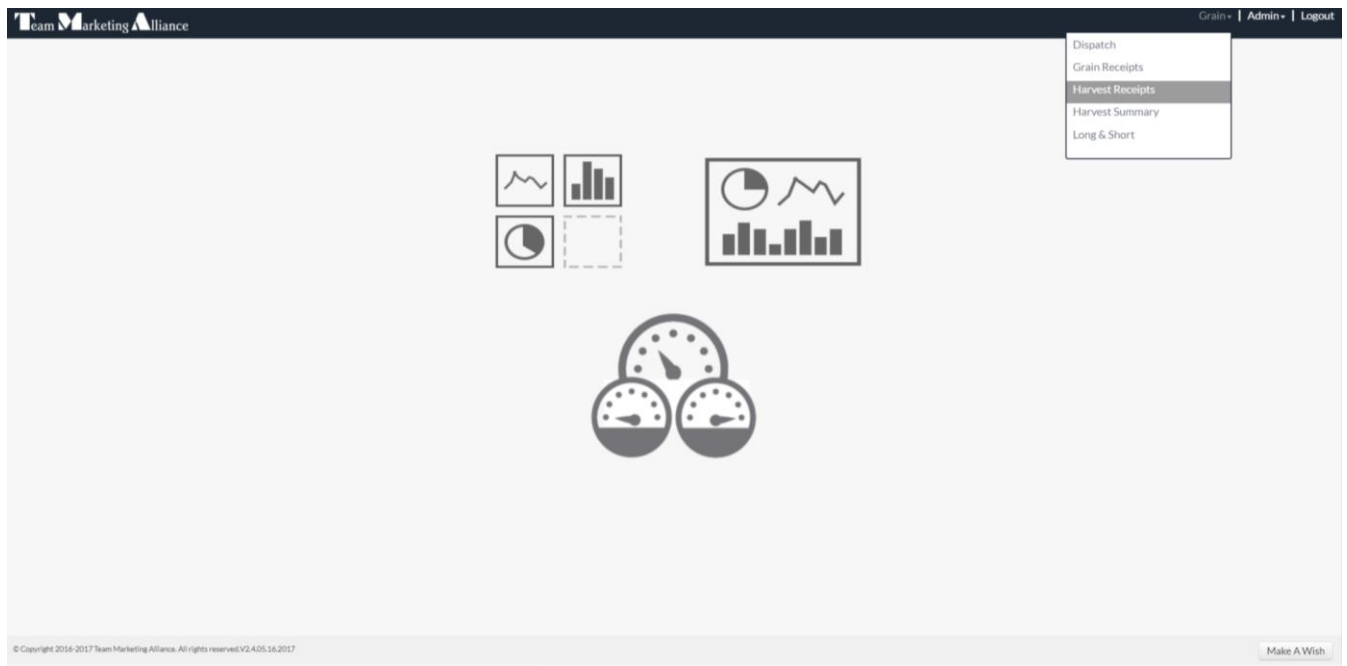 Team Marketing Alliance
Grain | Admin | Logout
Dispatch
Grain Receipts
Harvest Receipts
Harvest Summary
Long & Short
© Copyright 2016-2017 Team Marketing Alliance. All rights reserved.V2.4.05.16.2017
Make A Wish